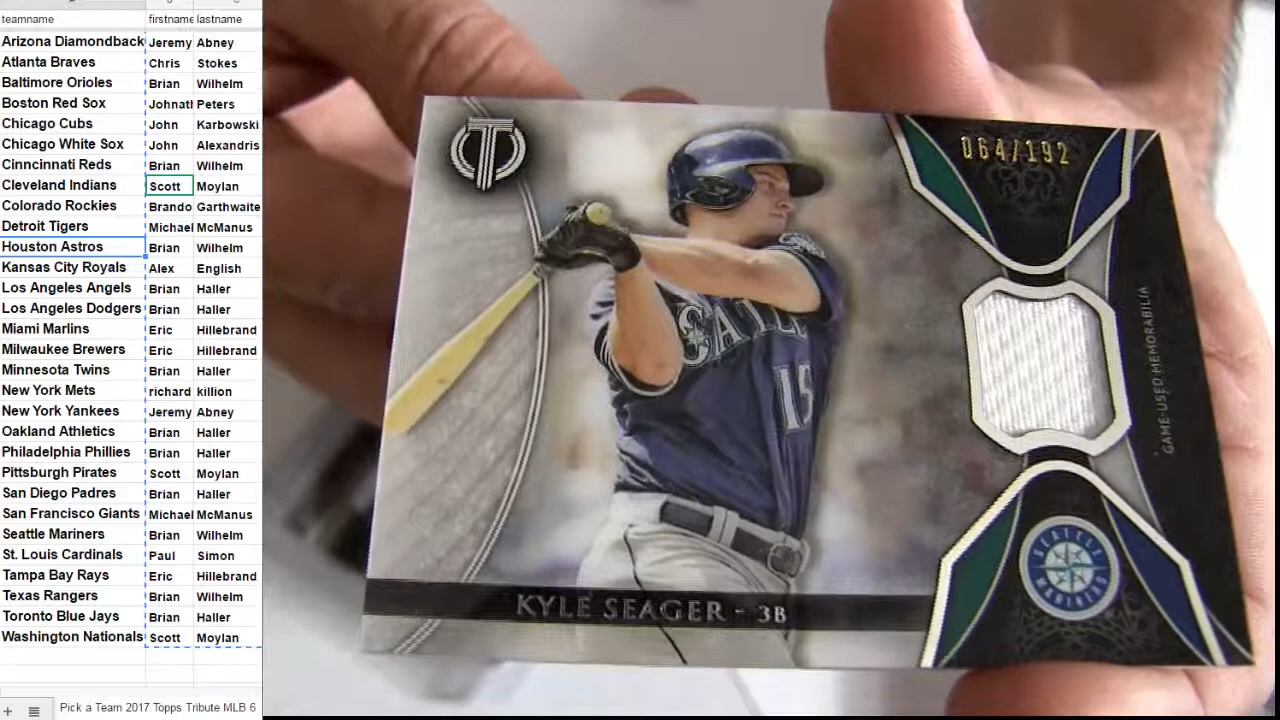 teamname firstname lastname
Arizona Diamondback Jeremy Abney
Atlanta Braves Chris Stokes
Baltimore Orioles Brian Wilhelm
Boston Red Sox Johnath Peters
Chicago Cubs John Karbowski
Chicago White Sox John Alexandris
Cinncinnati Reds Brian Wilhelm
Cleveland Indians Scott Moylan
Colorado Rockies Brando Garthwaite
Detroit Tigers Michael McManus
Houston Astros Brian Wilhelm
Kansas City Royals Alex English
Los Angeles Angels Brian Haller
Los Angeles Dodgers Brian Haller
Miami Marlins Eric Hillebrand
Milwaukee Brewers Eric Hillebrand
Minnesota Twins Brian Haller
New York Mets richard killion
New York Yankees Jeremy Abney
Oakland Athletics Brian Haller
Philadelphia Phillies Brian Haller
Pittsburgh Pirates Scott Moylan
San Diego Padres Brian Haller
San Francisco Giants Michael McManus
Seattle Mariners Brian Wilhelm
St. Louis Cardinals Paul Simon
Tampa Bay Rays Eric Hillebrand
Texas Rangers Brian Wilhelm
Toronto Blue Jays Brian Haller
Washington Nationals Scott Moylan
Pick a Team 2017 Topps Tribute MLB 6
T
064/192
15
GAME-USED MEMORABILIA
SEATTLE
MARINERS
KYLE SEAGER - 3B